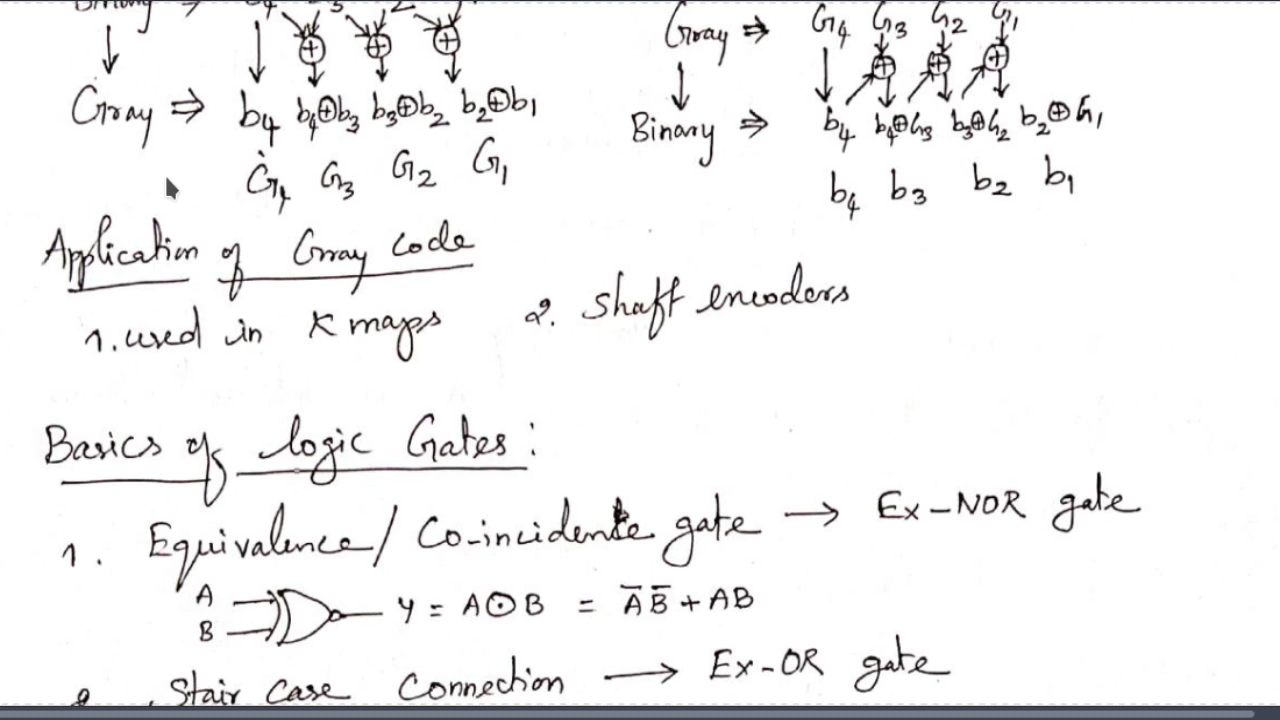 Gray ⇒ G4 G3 G2 G1
Gray ⇒ b4 b4⊕b3 b3⊕b2 b2⊕b1
G4 G3 G2 G1
Binary ⇒ b4 b4⊕G3 b3⊕G2 b2⊕G1
b4 b3 b2 b1
Application of Gray code
1. used in K maps 2. Shaft encoders
Basics of logic Gates:
1. Equivalence/ Co-incidente gate → Ex-NOR gate
A
B
Y = A⊙B = A̅ B̅ + AB
Stair case Connection → Ex-OR gate